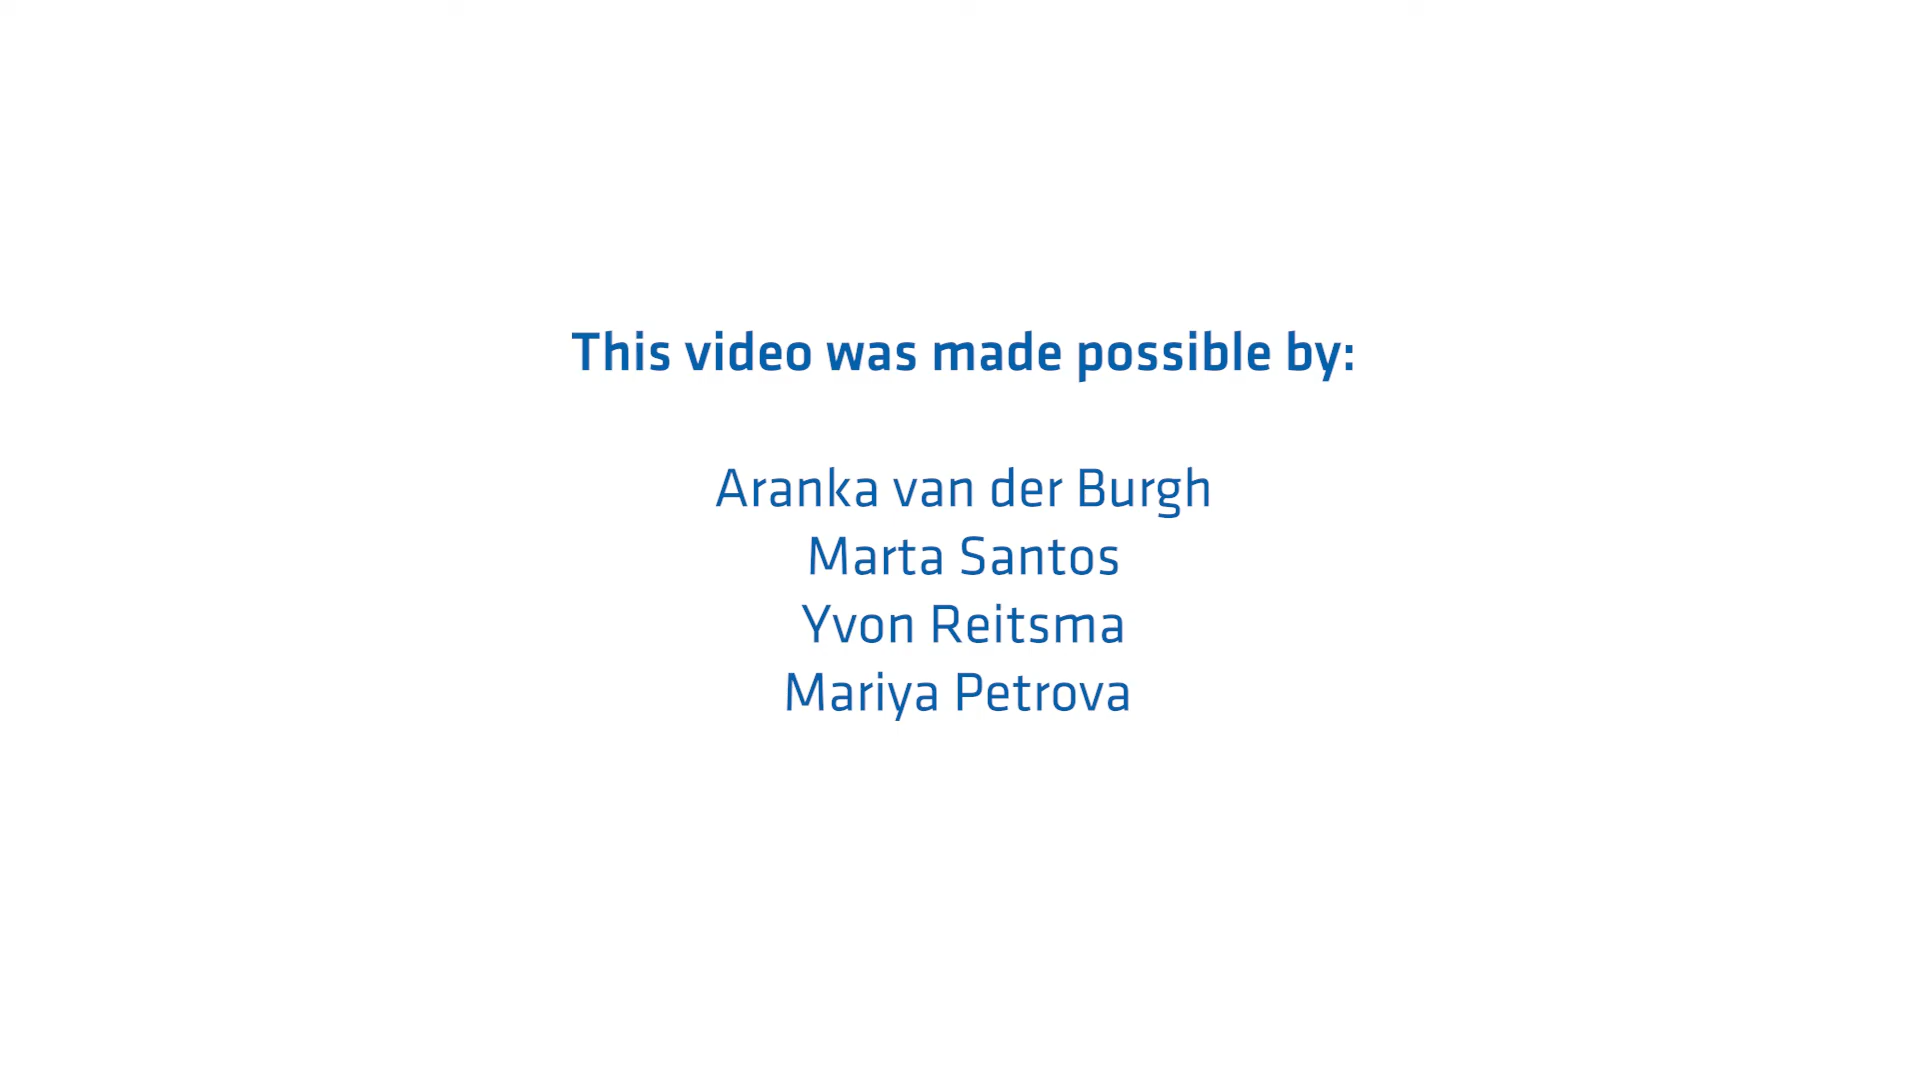 This video was made possible by:
Aranka van der Burgh
Marta Santos
Yvon Reitsma
Mariya Petrova